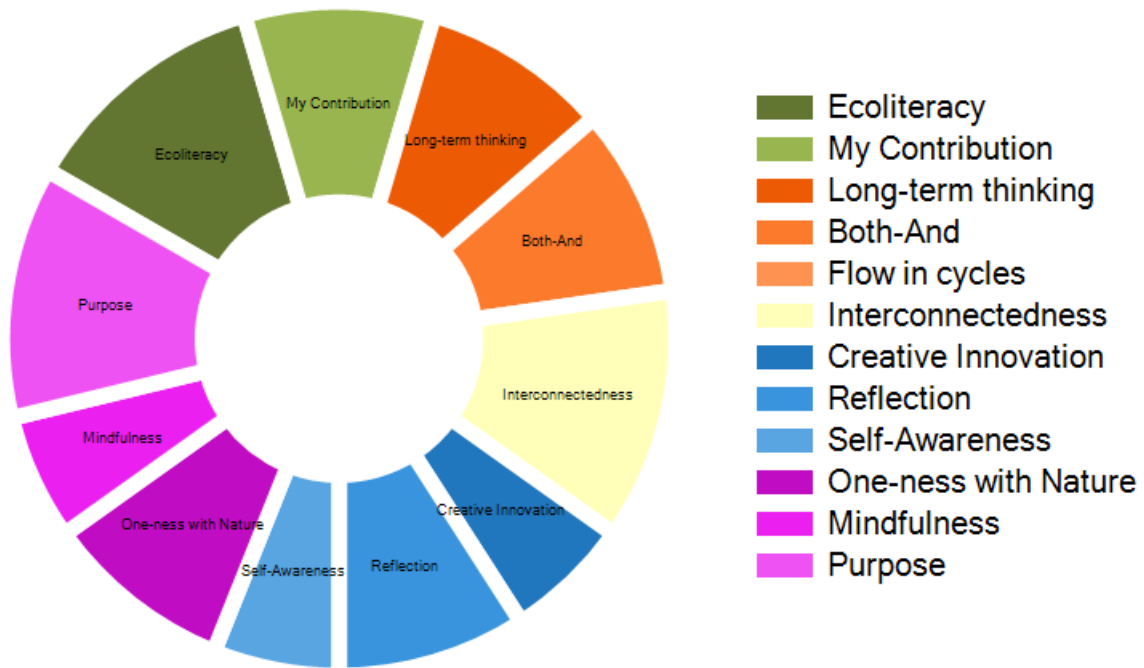 My Contribution
Long-term thinking
Ecoliteracy
Both-And
Purpose
Interconnectedness
Mindfulness
Creative Innovation
One-ness with Nature
Reflection
Self-Awareness
Ecoliteracy
My Contribution
Long-term thinking
Both-And
Flow in cycles
Interconnectedness
Creative Innovation
Reflection
Self-Awareness
One-ness with Nature
Mindfulness
Purpose